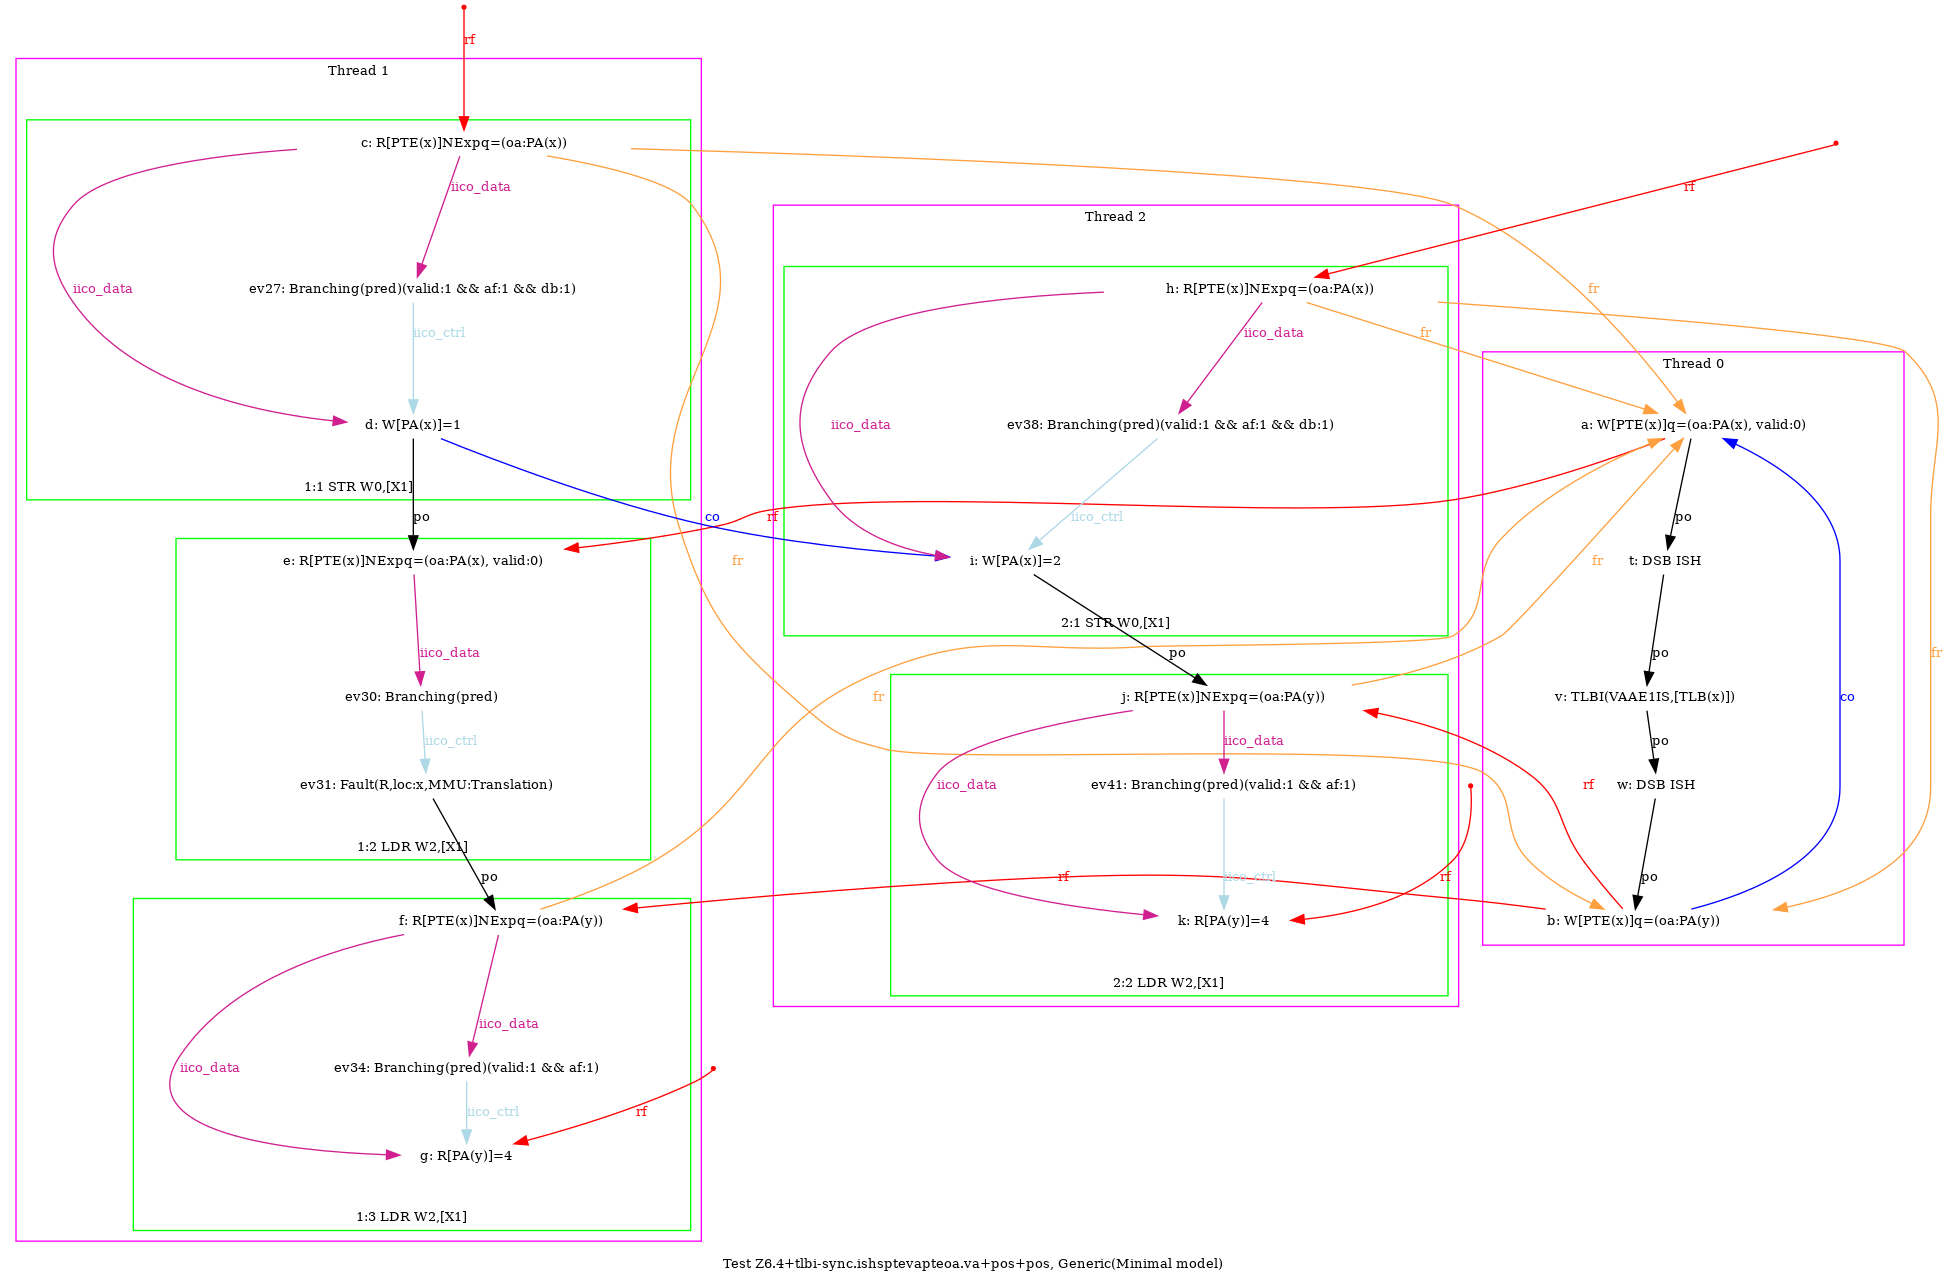 rf
Thread 1
c: R[PTE(x)]NExpq=(oa:PA(x))
iico_data
rf
Thread 2
iico_data
ev27: Branching(pred)(valid:1 && af:1 && db:1)
h: R[PTE(x)]NExpq=(oa:PA(x))
fr
iico_ctrl
iico_data
fr
Thread 0
d: W[PA(x)]=1
iico_data
ev38: Branching(pred)(valid:1 && af:1 && db:1)
a: W[PTE(x)]q=(oa:PA(x), valid:0)
1:1 STR W0,[X1]
po
co
rf
iico_ctrl
po
e: R[PTE(x)]NExpq=(oa:PA(x), valid:0)
fr
i: W[PA(x)]=2
fr
t: DSB ISH
2:1 STR W0,[X1]
iico_data
po
po
fr
ev30: Branching(pred)
fr
j: R[PTE(x)]NExpq=(oa:PA(y))
v: TLBI(VAAE1IS,[TLB(x)])
co
iico_ctrl
iico_data
po
ev31: Fault(R,loc:x,MMU:Translation)
iico_data
ev41: Branching(pred)(valid:1 && af:1)
rf
w: DSB ISH
1:2 LDR W2,[X1]
po
rf
iico_ctrl
rf
po
f: R[PTE(x)]NExpq=(oa:PA(y))
k: R[PA(y)]=4
b: W[PTE(x)]q=(oa:PA(y))
2:2 LDR W2,[X1]
iico_data
iico_data
ev34: Branching(pred)(valid:1 && af:1)
iico_ctrl
rf
g: R[PA(y)]=4
1:3 LDR W2,[X1]
Test Z6.4+tlbi-sync.ishsptevapteoa.va+pos+pos, Generic(Minimal model)